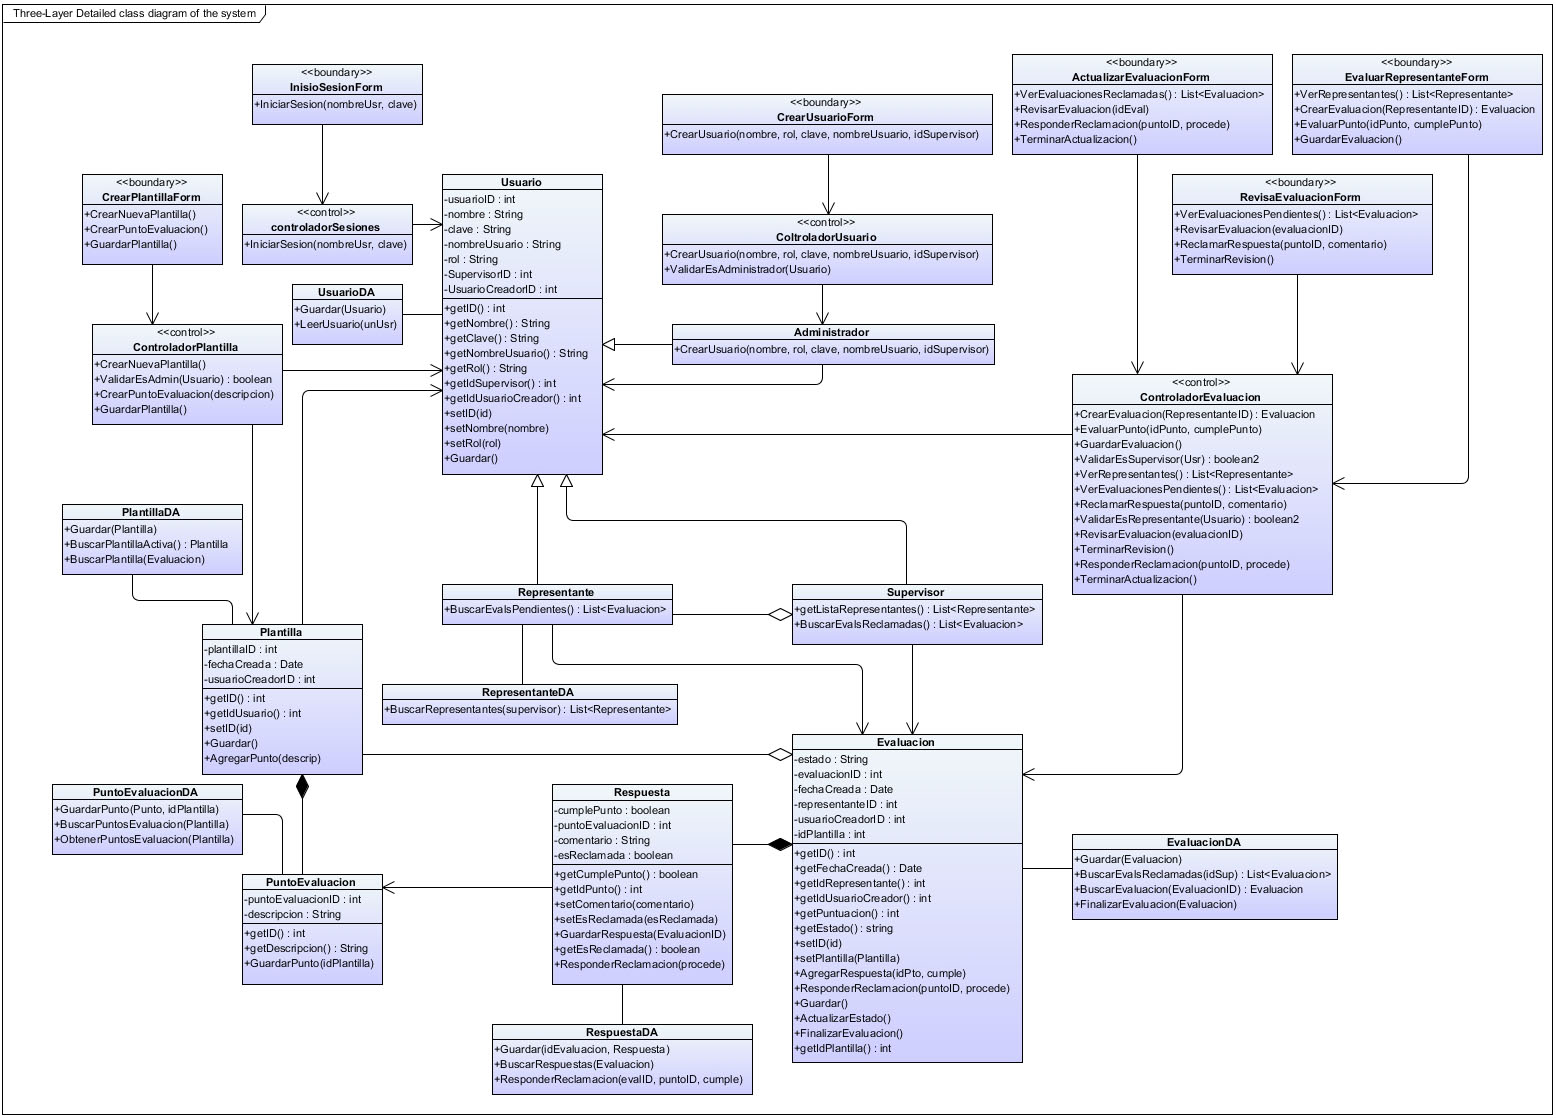 Three-Layer Detailed class diagram of the system
<<boundary>>
InisioSesionForm
+IniciarSesion(nombreUsr, clave)
<<boundary>>
CrearUsuarioForm
+CrearUsuario(nombre, rol, clave, nombreUsuario, idSupervisor)
<<boundary>>
ActualizarEvaluacionForm
+VerEvaluacionesReclamadas() : List<Evaluacion>
+RevisarEvaluacion(idEval)
+ResponderReclamacion(puntoID, procede)
+TerminarActualizacion()
<<boundary>>
EvaluarRepresentanteForm
+VerRepresentantes() : List<Representante>
+CrearEvaluacion(RepresentanteID) : Evaluacion
+EvaluarPunto(idPunto, cumplePunto)
+GuardarEvaluacion()
<<boundary>>
CrearPlantillaForm
+CrearNuevaPlantilla()
+CrearPuntoEvaluacion()
+GuardarPlantilla()
<<control>>
controladorSesiones
+IniciarSesion(nombreUsr, clave)
Usuario
-usuarioID : int
-nombre : String
-clave : String
-nombreUsuario : String
-rol : String
-SupervisorID : int
-UsuarioCreadorID : int
+getID() : int
+getNombre() : String
+getClave() : String
+getNombreUsuario() : String
+getRol() : String
+getIdSupervisor() : int
+getIdUsuarioCreador() : int
+setID(id)
+setNombre(nombre)
+setRol(rol)
+Guardar()
<<control>>
ColtroladorUsuario
+CrearUsuario(nombre, rol, clave, nombreUsuario, idSupervisor)
+ValidarEsAdministrador(Usuario)
<<boundary>>
RevisaEvaluacionForm
+VerEvaluacionesPendientes() : List<Evaluacion>
+RevisarEvaluacion(evaluacionID)
+ReclamarRespuesta(puntoID, comentario)
+TerminarRevision()
UsuarioDA
+Guardar(Usuario)
+LeerUsuario(unUsr)
<<control>>
ControladorPlantilla
+CrearNuevaPlantilla()
+ValidarEsAdmin(Usuario) : boolean
+CrearPuntoEvaluacion(descripcion)
+GuardarPlantilla()
Administrador
+CrearUsuario(nombre, rol, clave, nombreUsuario, idSupervisor)
<<control>>
ControladorEvaluacion
+CrearEvaluacion(RepresentanteID) : Evaluacion
+EvaluarPunto(idPunto, cumplePunto)
+GuardarEvaluacion()
+ValidarEsSupervisor(Usr) : boolean2
+VerRepresentantes() : List<Representante>
+VerEvaluacionesPendientes() : List<Evaluacion>
+ReclamarRespuesta(puntoID, comentario)
+ValidarEsRepresentante(Usuario) : boolean2
+RevisarEvaluacion(evaluacionID)
+TerminarRevision()
+ResponderReclamacion(puntoID, procede)
+TerminarActualizacion()
PlantillaDA
+Guardar(Plantilla)
+BuscarPlantillaActiva() : Plantilla
+BuscarPlantilla(Evaluacion)
Representante
+BuscarEvalsPendientes() : List<Evaluacion>
Supervisor
+getListaRepresentantes() : List<Representante>
+BuscarEvalsReclamadas() : List<Evaluacion>
Plantilla
-plantillaID : int
-fechaCreada : Date
-usuarioCreadorID : int
+getID() : int
+getIdUsuario() : int
+setID(id)
+Guardar()
+AgregarPunto(descrip)
RepresentanteDA
+BuscarRepresentantes(supervisor) : List<Representante>
Evaluacion
-estado : String
-evaluacionID : int
-fechaCreada : Date
-representanteID : int
-usuarioCreadorID : int
-idPlantilla : int
+getID() : int
+getFechaCreada() : Date
+getIdRepresentante() : int
+getIdUsuarioCreador() : int
+getPuntuacion() : int
+getEstado() : string
+setID(id)
+setPlantilla(Plantilla)
+AgregarRespuesta(idPto, cumple)
+ResponderReclamacion(puntoID, procede)
+Guardar()
+ActualizarEstado()
+FinalizarEvaluacion()
+getIdPlantilla() : int
PuntoEvaluacionDA
+GuardarPunto(Punto, idPlantilla)
+BuscarPuntosEvaluacion(Plantilla)
+ObtenerPuntosEvaluacion(Plantilla)
Respuesta
-cumplePunto : boolean
-puntoEvaluacionID : int
-comentario : String
-esReclamada : boolean
+getCumplePunto() : boolean
+getIdPunto() : int
+setComentario(comentario)
+setEsReclamada(esReclamada)
+GuardarRespuesta(EvaluacionID)
+getEsReclamada() : boolean
+ResponderReclamacion(procede)
EvaluacionDA
+Guardar(Evaluacion)
+BuscarEvalsReclamadas(idSup) : List<Evaluacion>
+BuscarEvaluacion(EvaluacionID) : Evaluacion
+FinalizarEvaluacion(Evaluacion)
PuntoEvaluacion
-puntoEvaluacionID : int
-descripcion : String
+getID() : int
+getDescripcion() : String
+GuardarPunto(idPlantilla)
RespuestaDA
+Guardar(idEvaluacion, Respuesta)
+BuscarRespuestas(Evaluacion)
+ResponderReclamacion(evalID, puntoID, cumple)